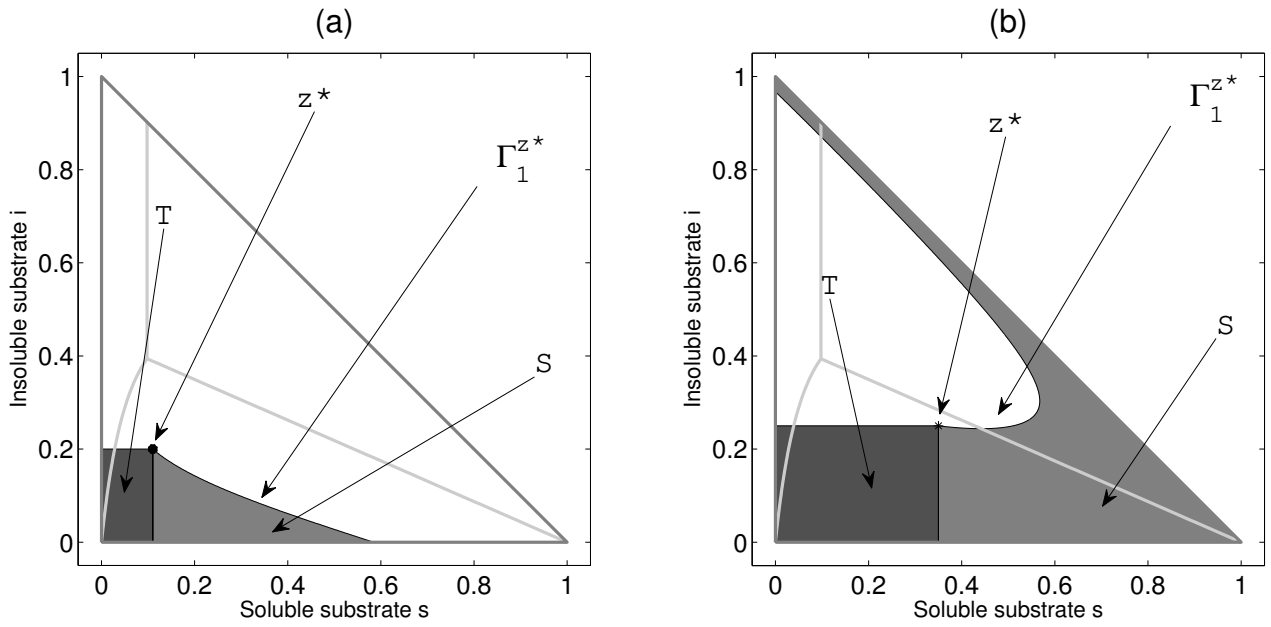 (a)
z*
Γ₁^z*
T
S
1
0.8
0.6
0.4
0.2
0
Insoluble substrate i
0 0.2 0.4 0.6 0.8 1
Soluble substrate s
(b)
z*
Γ₁^z*
T
S
1
0.8
0.6
0.4
0.2
0
Insoluble substrate i
0 0.2 0.4 0.6 0.8 1
Soluble substrate s